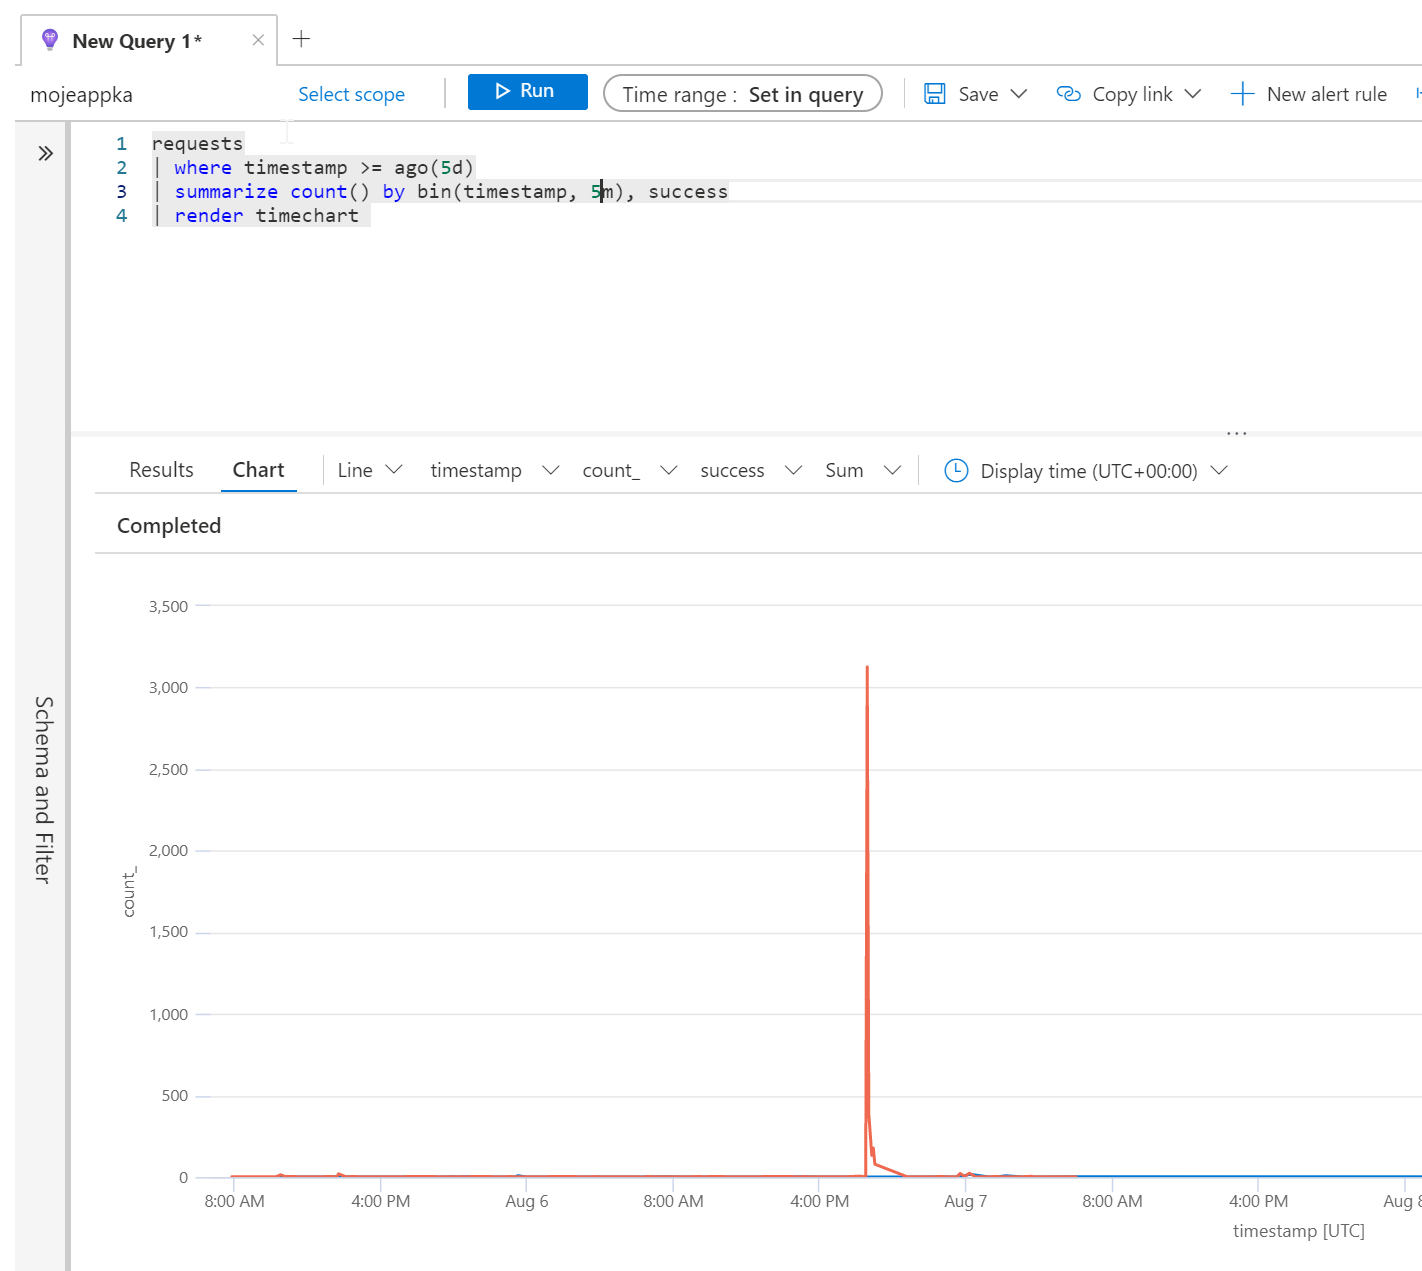 New Query 1*
mojeappka
Select scope
Run
Time range : Set in query
Save
Copy link
New alert rule
1 requests
2 | where timestamp >= ago(5d)
3 | summarize count() by bin(timestamp, 5m), success
4 | render timechart
...
Results
Chart
Line
timestamp
count_
success
Sum
Display time (UTC+00:00)
Completed
Schema and Filter
3,500
3,000
2,500
2,000
1,500
1,000
500
0
count_
8:00 AM
4:00 PM
Aug 6
8:00 AM
4:00 PM
Aug 7
8:00 AM
4:00 PM
Aug 8
timestamp [UTC]